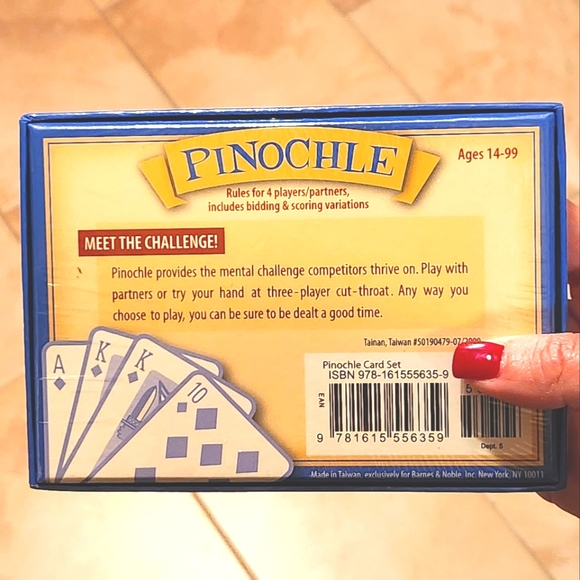 PINOCHLE
Ages 14-99
Rules for 4 players/partners,
includes bidding & scoring variations
MEET THE CHALLENGE!
Pinochle provides the mental challenge competitors thrive on. Play with
partners or try your hand at three-player cut-throat. Any way you
choose to play, you can be sure to be dealt a good time.
Tainan, Taiwan #50190479-07/2009
Pinochle Card Set
ISBN 978-161555635-9
EAN
9 781615 556359
Dept. 5
A
K
K
10
Made in Taiwan, exclusively for Barnes & Noble, Inc. New York, NY 10011